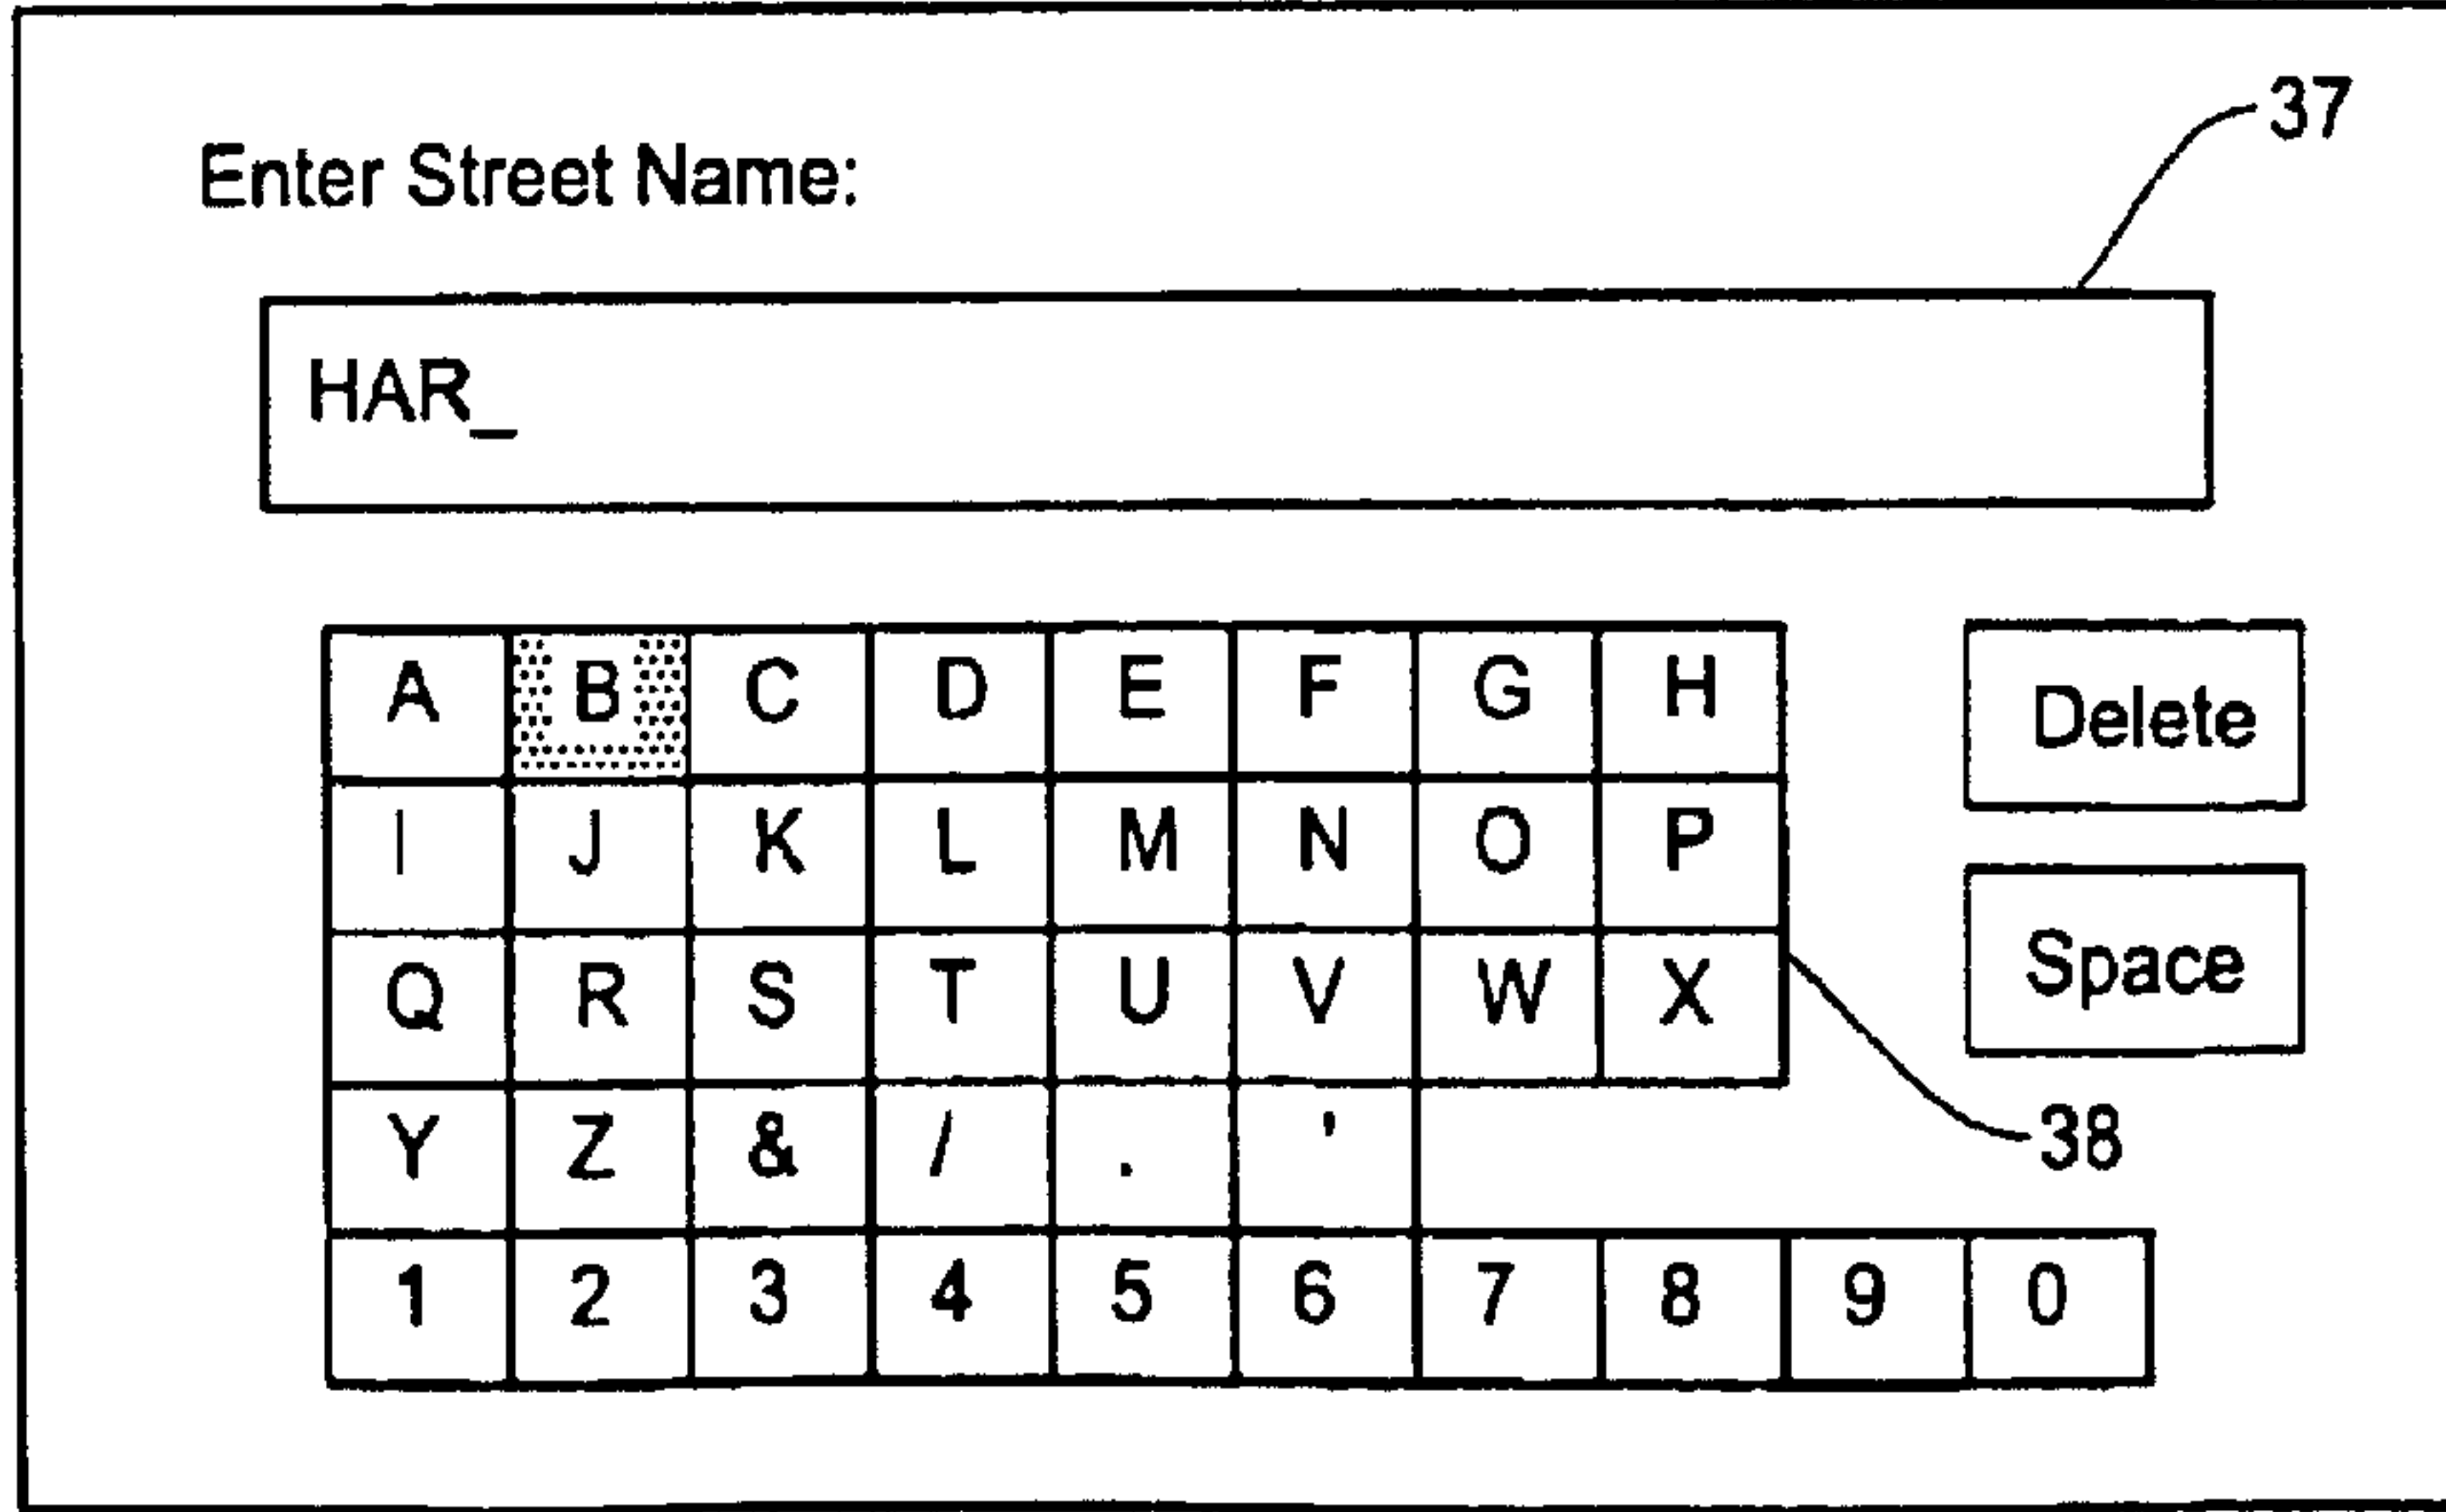 37
Enter Street Name:
HAR_
A B C D E F G H
Delete
I J K L M N O P
Q R S T U V W X
Space
Y Z & / . '
38
1 2 3 4 5 6 7 8 9 0